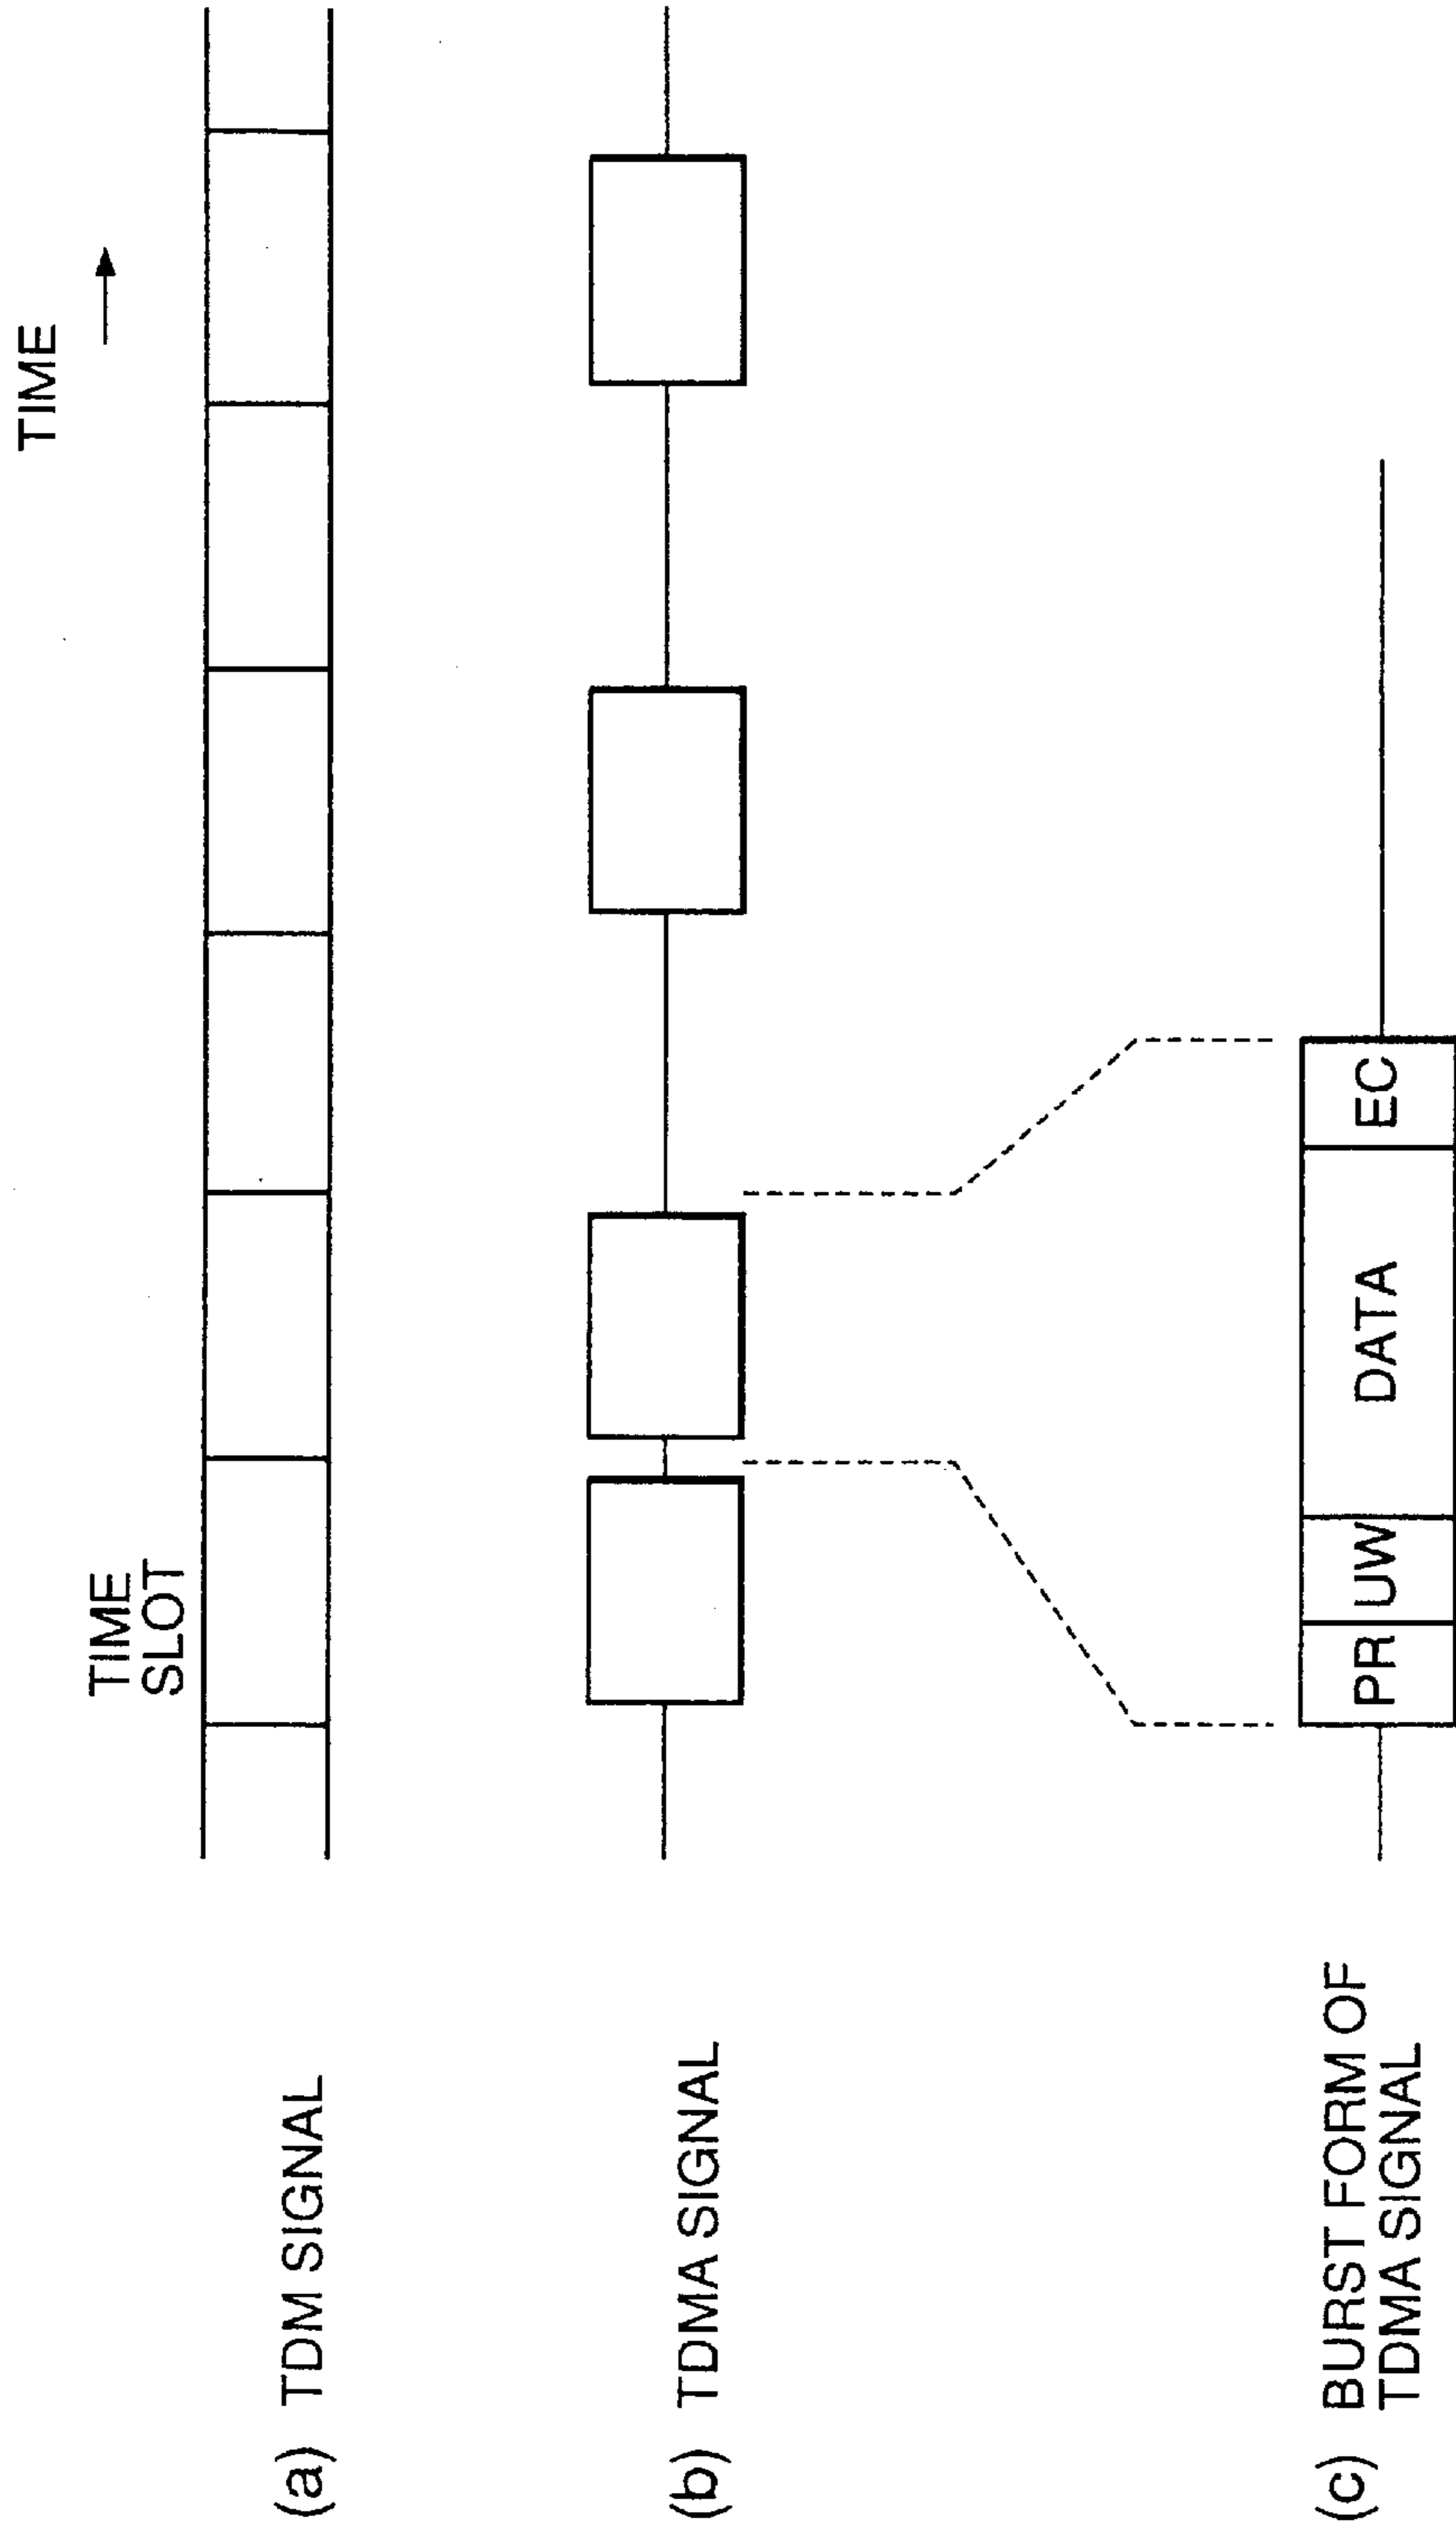 TIME
TIME
SLOT
(a) TDM SIGNAL
(b) TDMA SIGNAL
(c) BURST FORM OF
TDMA SIGNAL
PR UW DATA EC